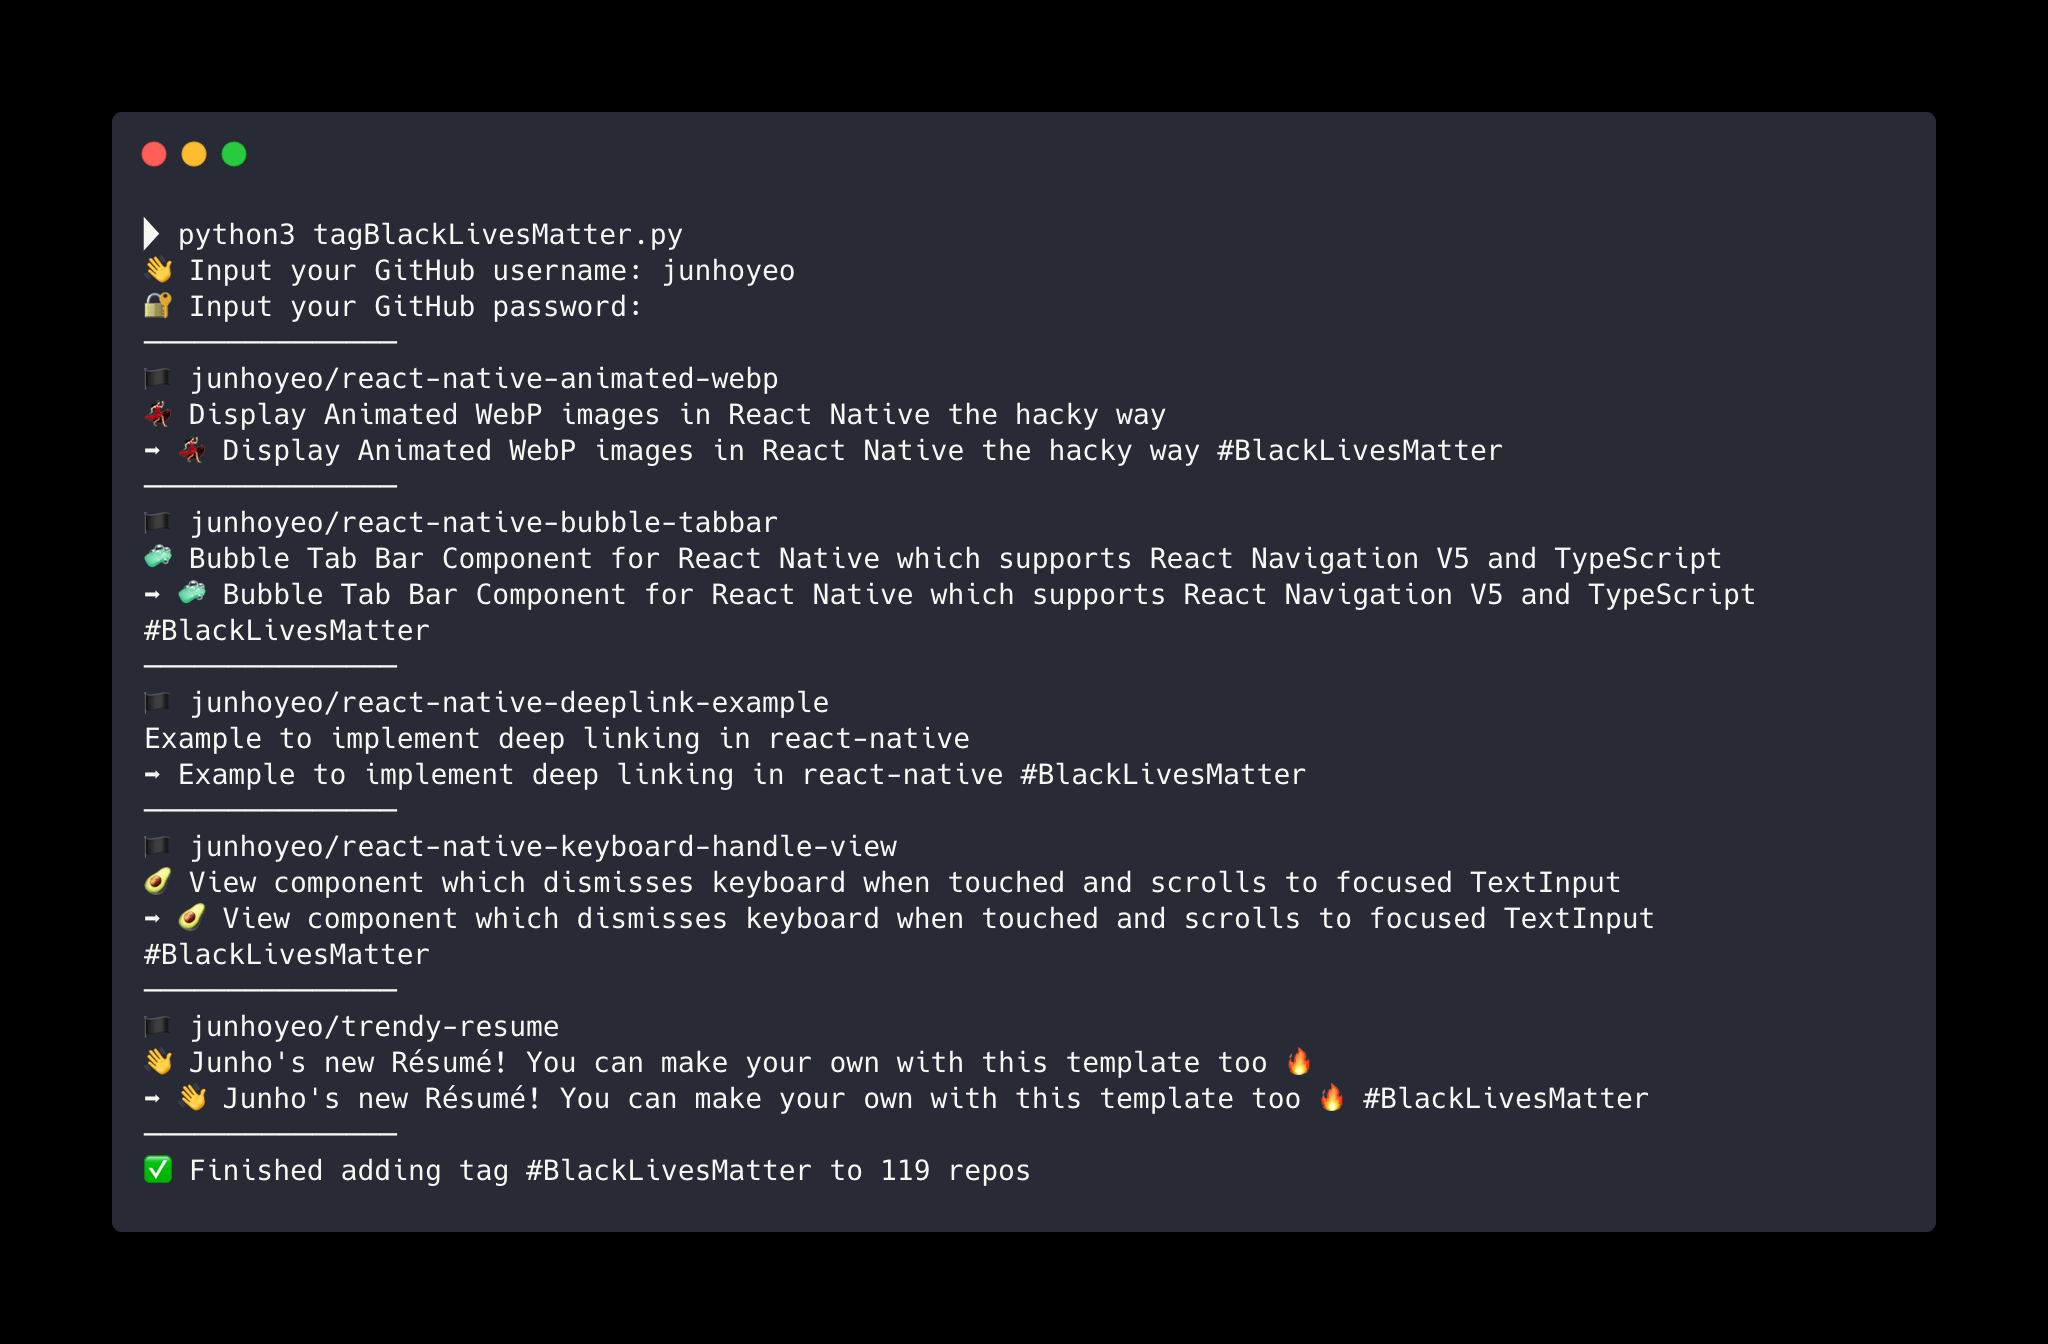 python3 tagBlackLivesMatter.py
👋 Input your GitHub username: junhoyeo
🔐 Input your GitHub password:
───────────────
🏴 junhoyeo/react-native-animated-webp
💃 Display Animated WebP images in React Native the hacky way
➡ 💃 Display Animated WebP images in React Native the hacky way #BlackLivesMatter
───────────────
🏴 junhoyeo/react-native-bubble-tabbar
🧼 Bubble Tab Bar Component for React Native which supports React Navigation V5 and TypeScript
➡ 🧼 Bubble Tab Bar Component for React Native which supports React Navigation V5 and TypeScript
#BlackLivesMatter
───────────────
🏴 junhoyeo/react-native-deeplink-example
Example to implement deep linking in react-native
➡ Example to implement deep linking in react-native #BlackLivesMatter
───────────────
🏴 junhoyeo/react-native-keyboard-handle-view
🥑 View component which dismisses keyboard when touched and scrolls to focused TextInput
➡ 🥑 View component which dismisses keyboard when touched and scrolls to focused TextInput
#BlackLivesMatter
───────────────
🏴 junhoyeo/trendy-resume
👋 Junho's new Résumé! You can make your own with this template too 🔥
➡ 👋 Junho's new Résumé! You can make your own with this template too 🔥 #BlackLivesMatter
───────────────
✅ Finished adding tag #BlackLivesMatter to 119 repos